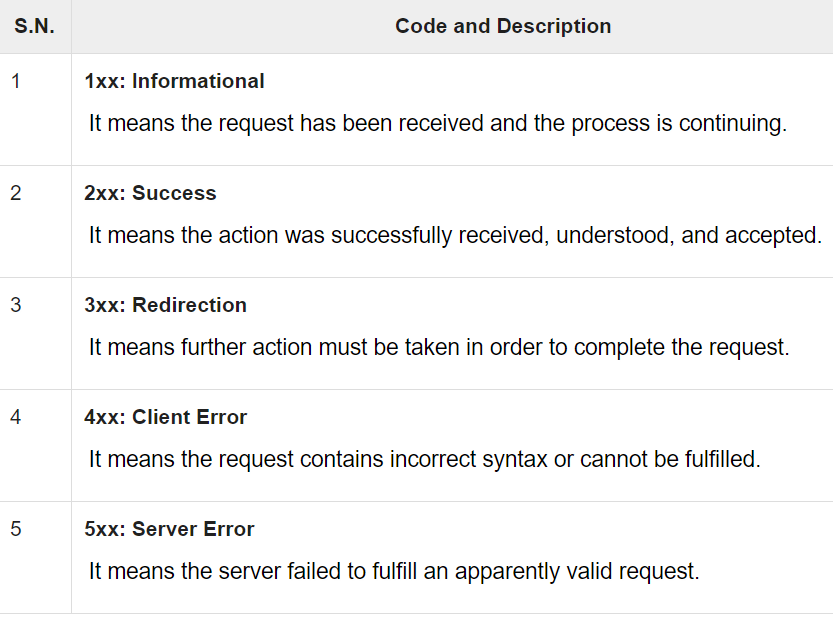 S.N. Code and Description
1 1xx: Informational
It means the request has been received and the process is continuing.
2 2xx: Success
It means the action was successfully received, understood, and accepted.
3 3xx: Redirection
It means further action must be taken in order to complete the request.
4 4xx: Client Error
It means the request contains incorrect syntax or cannot be fulfilled.
5 5xx: Server Error
It means the server failed to fulfill an apparently valid request.